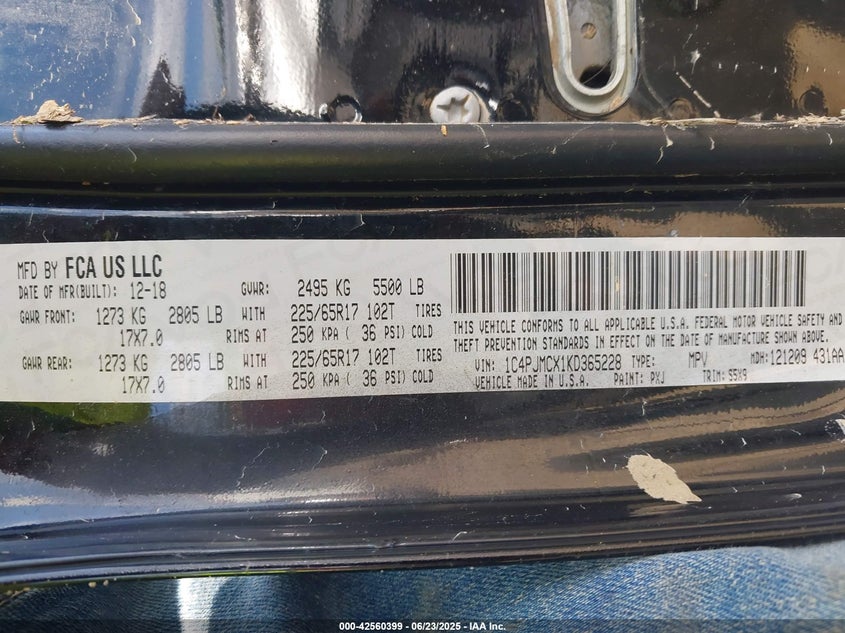 MFD BY FCA US LLC
DATE OF MFR(BUILT): 12-18 GVWR: 2495 KG 5500 LB
GAWR FRONT: 1273 KG 2805 LB WITH 225/65R17 102T TIRES
17X7.0 RIMS AT 250 KPA ( 36 PSI) COLD
GAWR REAR: 1273 KG 2805 LB WITH 225/65R17 102T TIRES
17X7.0 RIMS AT 250 KPA ( 36 PSI) COLD
THIS VEHICLE CONFORMS TO ALL APPLICABLE U.S.A. FEDERAL MOTOR VEHICLE SAFETY AND
THEFT PREVENTION STANDARDS IN EFFECT ON THE DATE OF MANUFACTURE SHOWN ABOVE.
VIN: 1C4PJMCX1KD365228 TYPE: MPV MDH: 121209 431AA
VEHICLE MADE IN U.S.A. PAINT: PXJ TRIM: S5X9
000-42560399 - 06/23/2025 - IAA Inc.